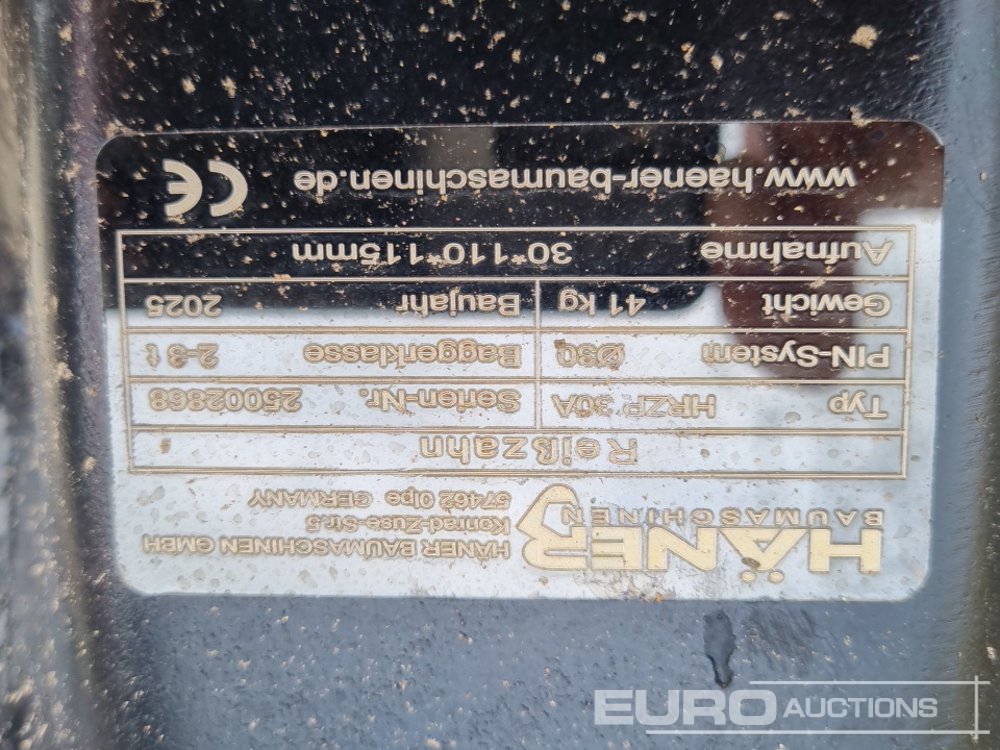 HÄNER
BAUMASCHINEN
HÄNER BAUMASCHINEN GMBH
Konrad-Zuse-Str.5
57462 Olpe GERMANY
Reißzahn
Typ HRZP 30A Serien-Nr. 25002868
PIN-System Ø30 Baggerklasse 2-3 t
Gewicht 41 kg Baujahr 2025
Aufnahme 30*110*115mm
www.haener-baumaschinen.de CE
EURO AUCTIONS